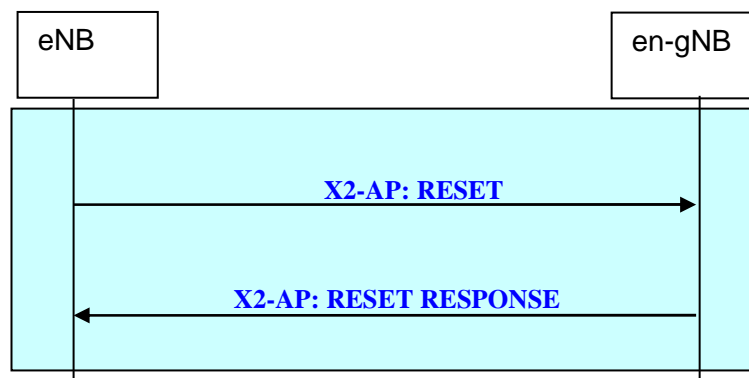 eNB
en-gNB
X2-AP: RESET
X2-AP: RESET RESPONSE